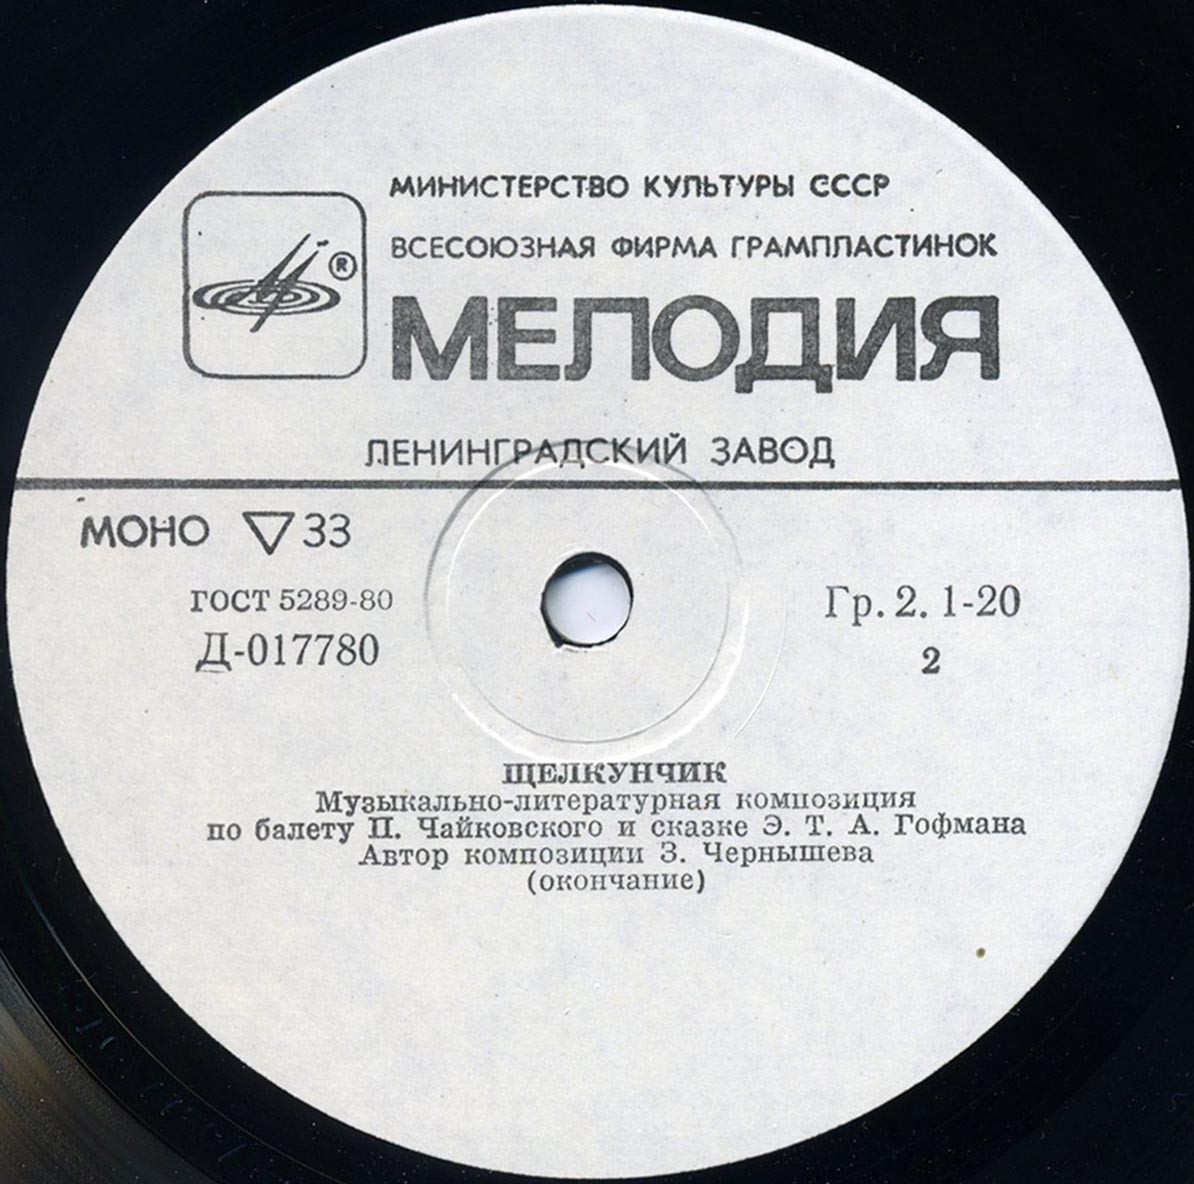 МИНИСТЕРСТВО КУЛЬТУРЫ СССР
ВСЕСОЮЗНАЯ ФИРМА ГРАМПЛАСТИНОК
®
МЕЛОДИЯ
ЛЕНИНГРАДСКИЙ ЗАВОД
МОНО ▽ 33
ГОСТ 5289-80
Д-017780
Гр. 2. 1-20
2
ЩЕЛКУНЧИК
Музыкально-литературная композиция
по балету П. Чайковского и сказке Э. Т. А. Гофмана
Автор композиции З. Чернышева
(окончание)